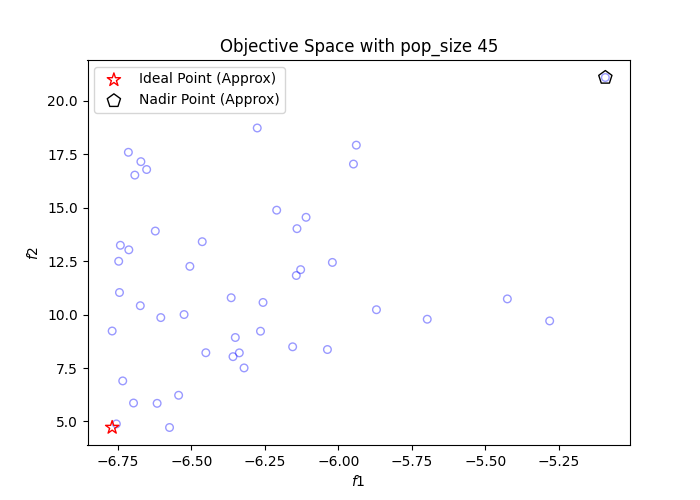 Objective Space with pop_size 45
Ideal Point (Approx)
Nadir Point (Approx)
20.0
17.5
15.0
12.5
10.0
7.5
5.0
f2
−6.75 −6.50 −6.25 −6.00 −5.75 −5.50 −5.25
f1